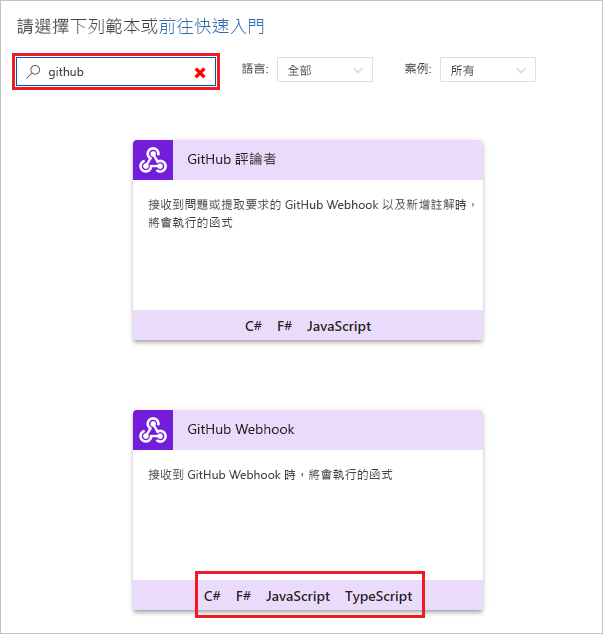 請選擇下列範本或前往快速入門
github
語言: 全部
案例: 所有
GitHub 評論者
接收到問題或提取要求的 GitHub Webhook 以及新增註解時，
將會執行的函式
C# F# JavaScript
GitHub Webhook
接收到 GitHub Webhook 時，將會執行的函式
C# F# JavaScript TypeScript